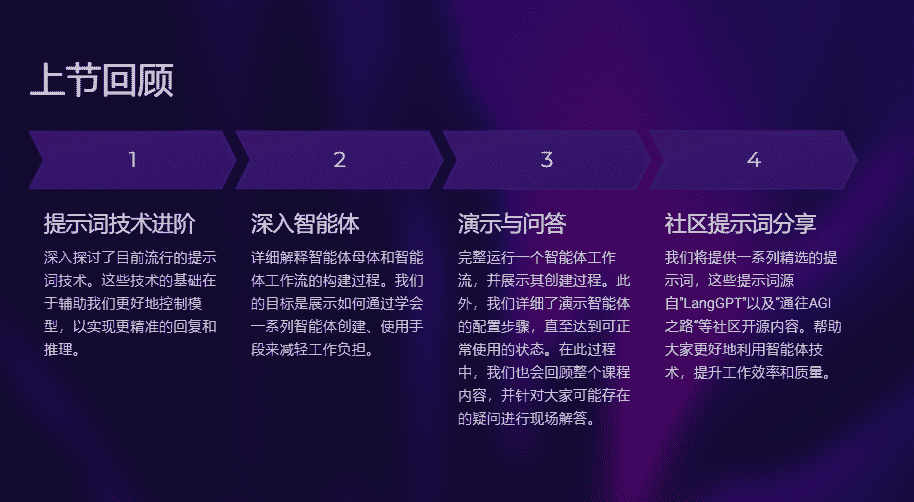 上节回顾
1
2
3
4
提示词技术进阶
深入探讨了目前流行的提示
词技术。这些技术的基础在
于辅助我们更好地控制模
型，以实现更精准的回复和
推理。
深入智能体
详细解释智能体母体和智能
体工作流的构建过程。我们
的目标是展示如何通过学会
一系列智能体创建、使用手
段来减轻工作负担。
演示与问答
完整运行一个智能体工作
流，并展示其创建过程。此
外，我们详细了演示智能体
的配置步骤，直至达到可正
常使用的状态。在此过程
中，我们也会回顾整个课程
内容，并针对大家可能存在
的疑问进行现场解答。
社区提示词分享
我们将提供一系列精选的提
示词，这些提示词源
自"LangGPT"以及"通往AGI
之路"等社区开源内容。帮助
大家更好地利用智能体技
术，提升工作效率和质量。